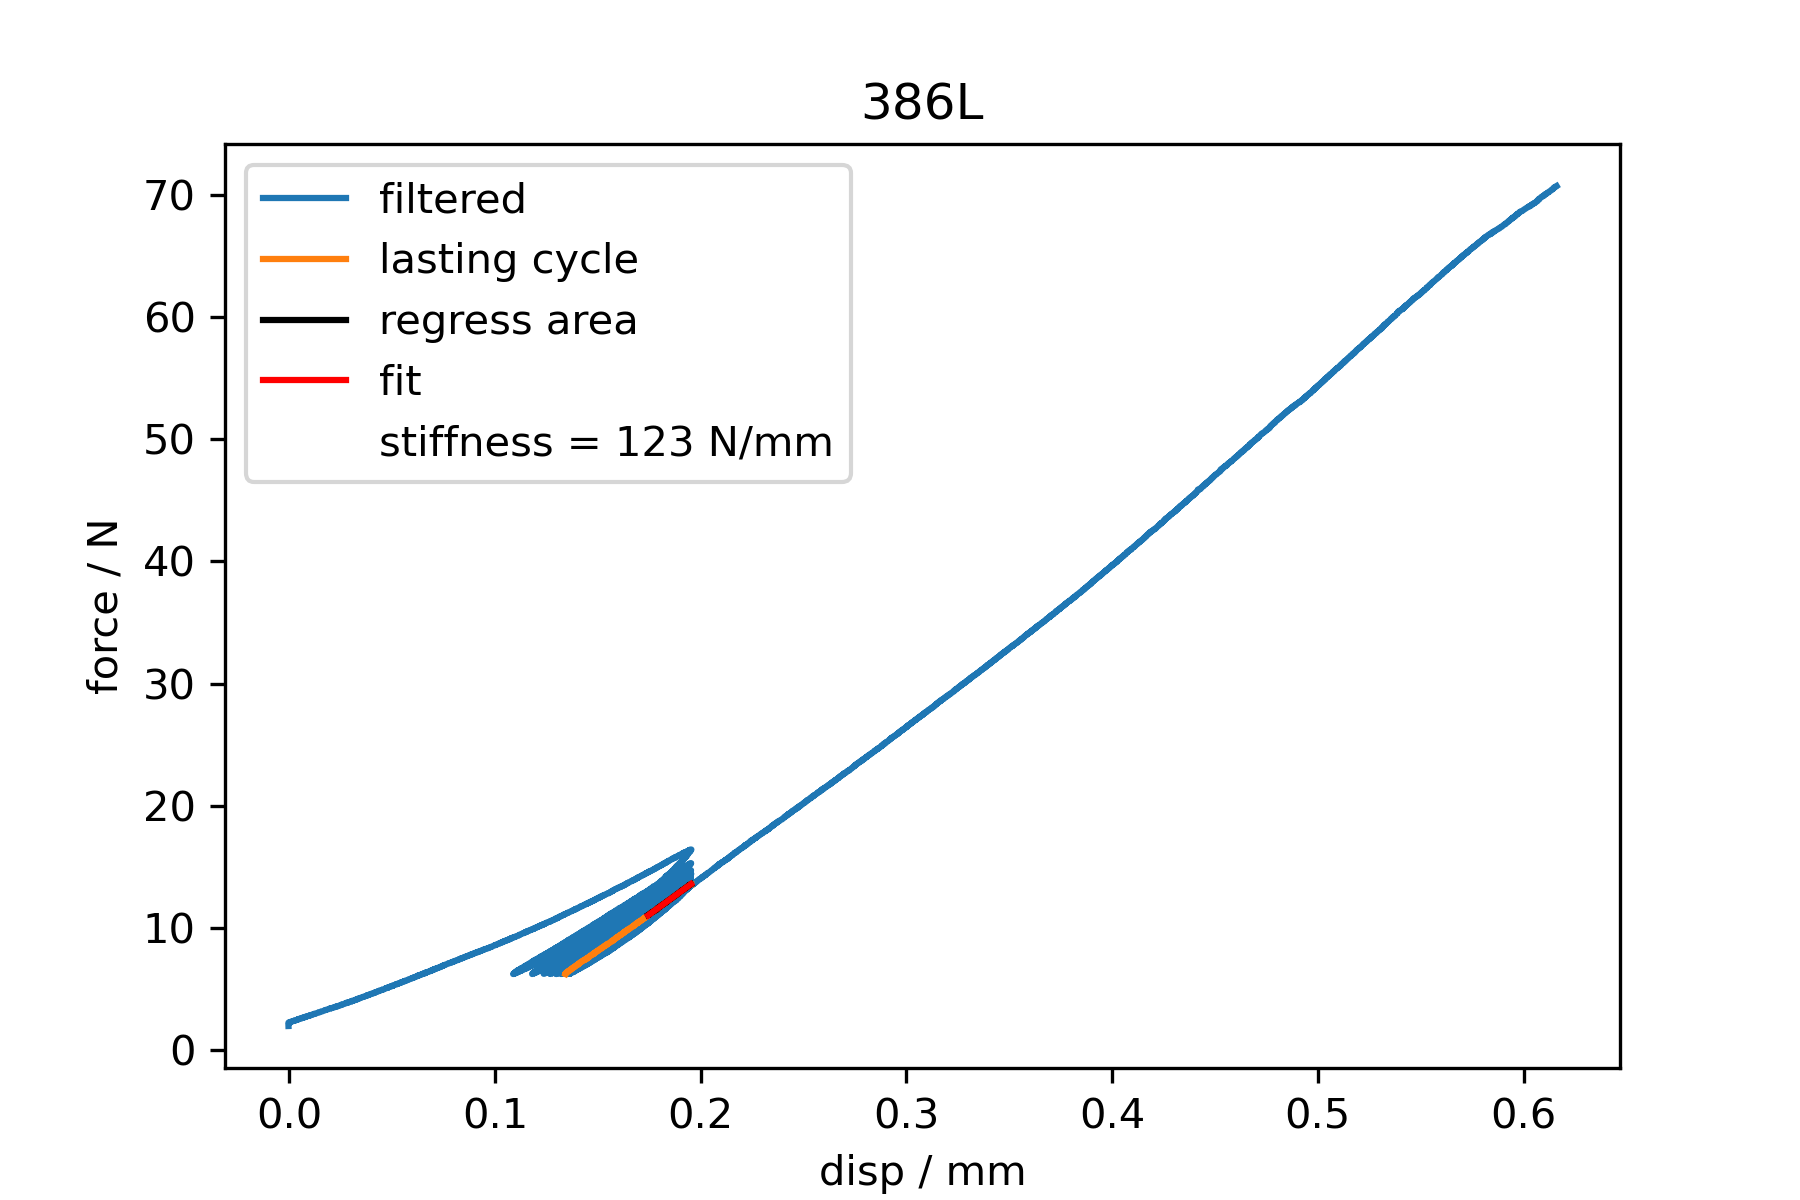 386L
filtered
lasting cycle
regress area
fit
stiffness = 123 N/mm
force / N
70
60
50
40
30
20
10
0
0.0 0.1 0.2 0.3 0.4 0.5 0.6
disp / mm